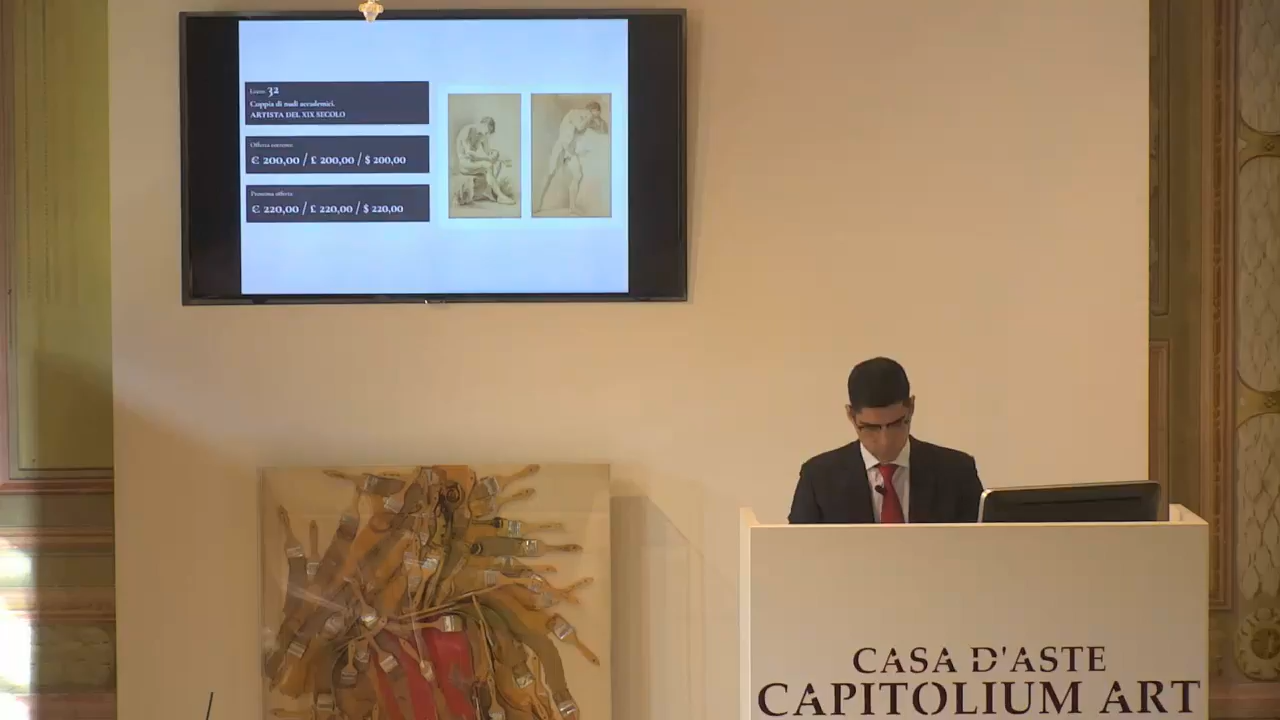 Lotto 32
Coppia di nudi accademici.
ARTISTA DEL XIX SECOLO
Offerta corrente
€ 200,00 / £ 200,00 / $ 200,00
Prossima offerta
€ 220,00 / £ 220,00 / $ 220,00
CASA D'ASTE
CAPITOLIUM ART